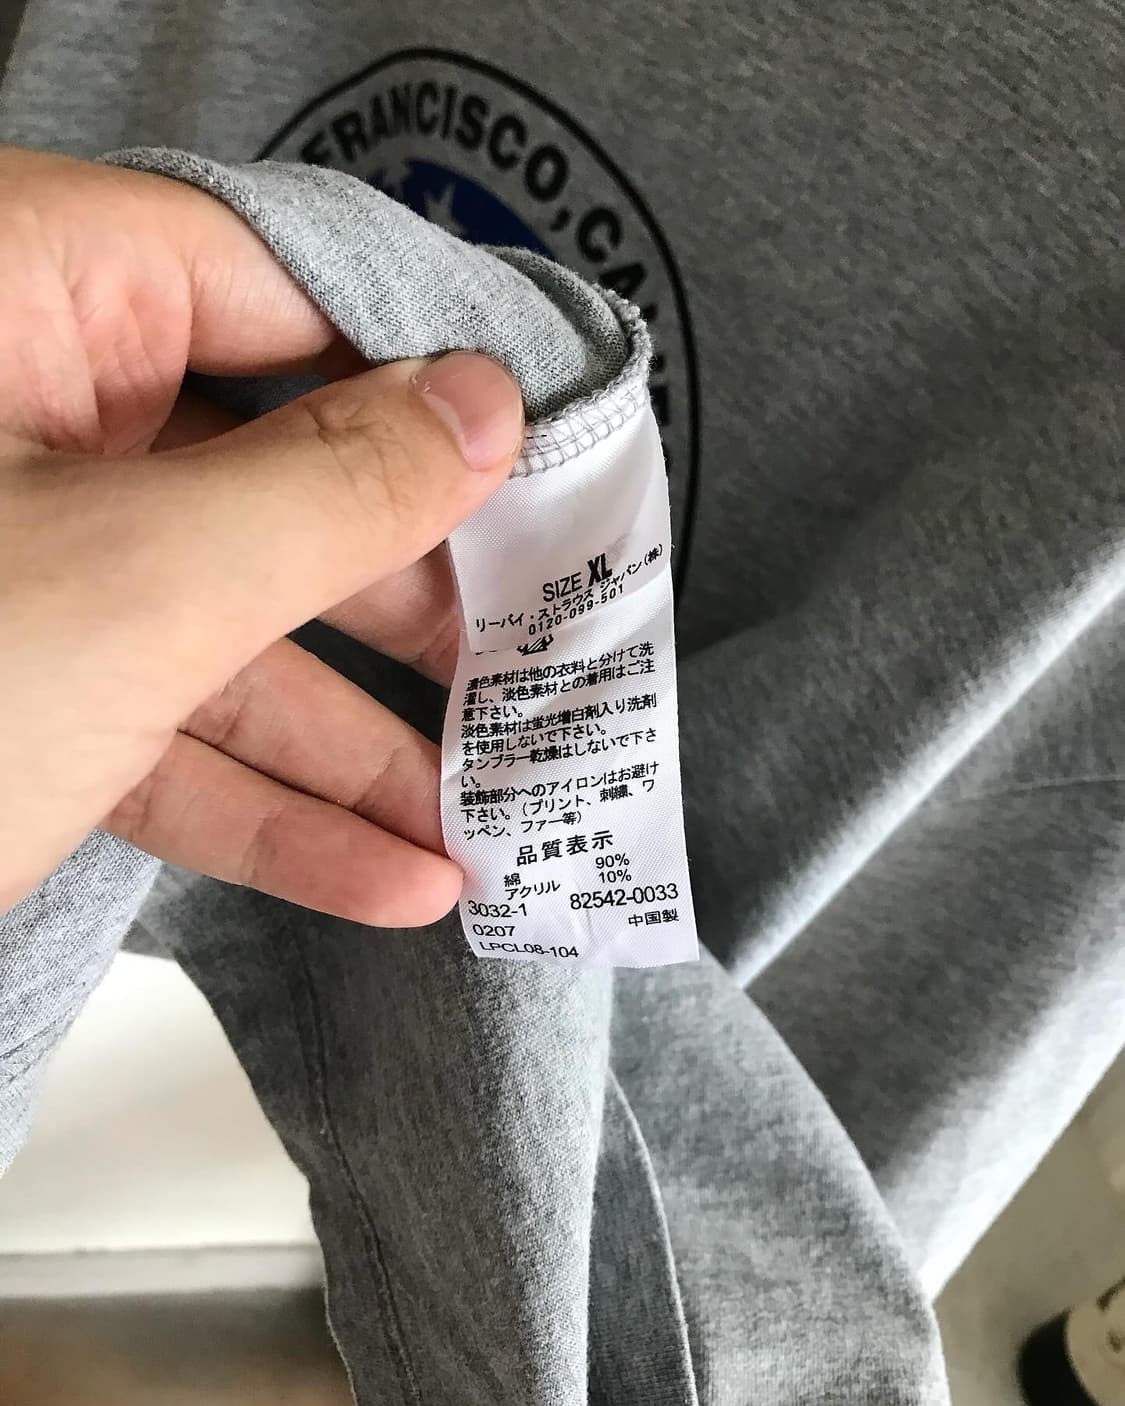 FRANCISCO, CAL
SIZE XL
リーバイ・ストラウス ジャパン(株)
0120-099-501
濃色素材は他の衣料と分けて洗
濯し、淡色素材との着用はご注
意下さい。
淡色素材は蛍光増白剤入り洗剤
を使用しないで下さい。
タンブラー乾燥はしないで下さ
い。
装飾部分へのアイロンはお避け
下さい。(プリント、刺繍、ワ
ッペン、ファー等)
品質表示
綿 90%
アクリル 10%
3032-1 82542-0033
0207 中国製
LPCL08-104